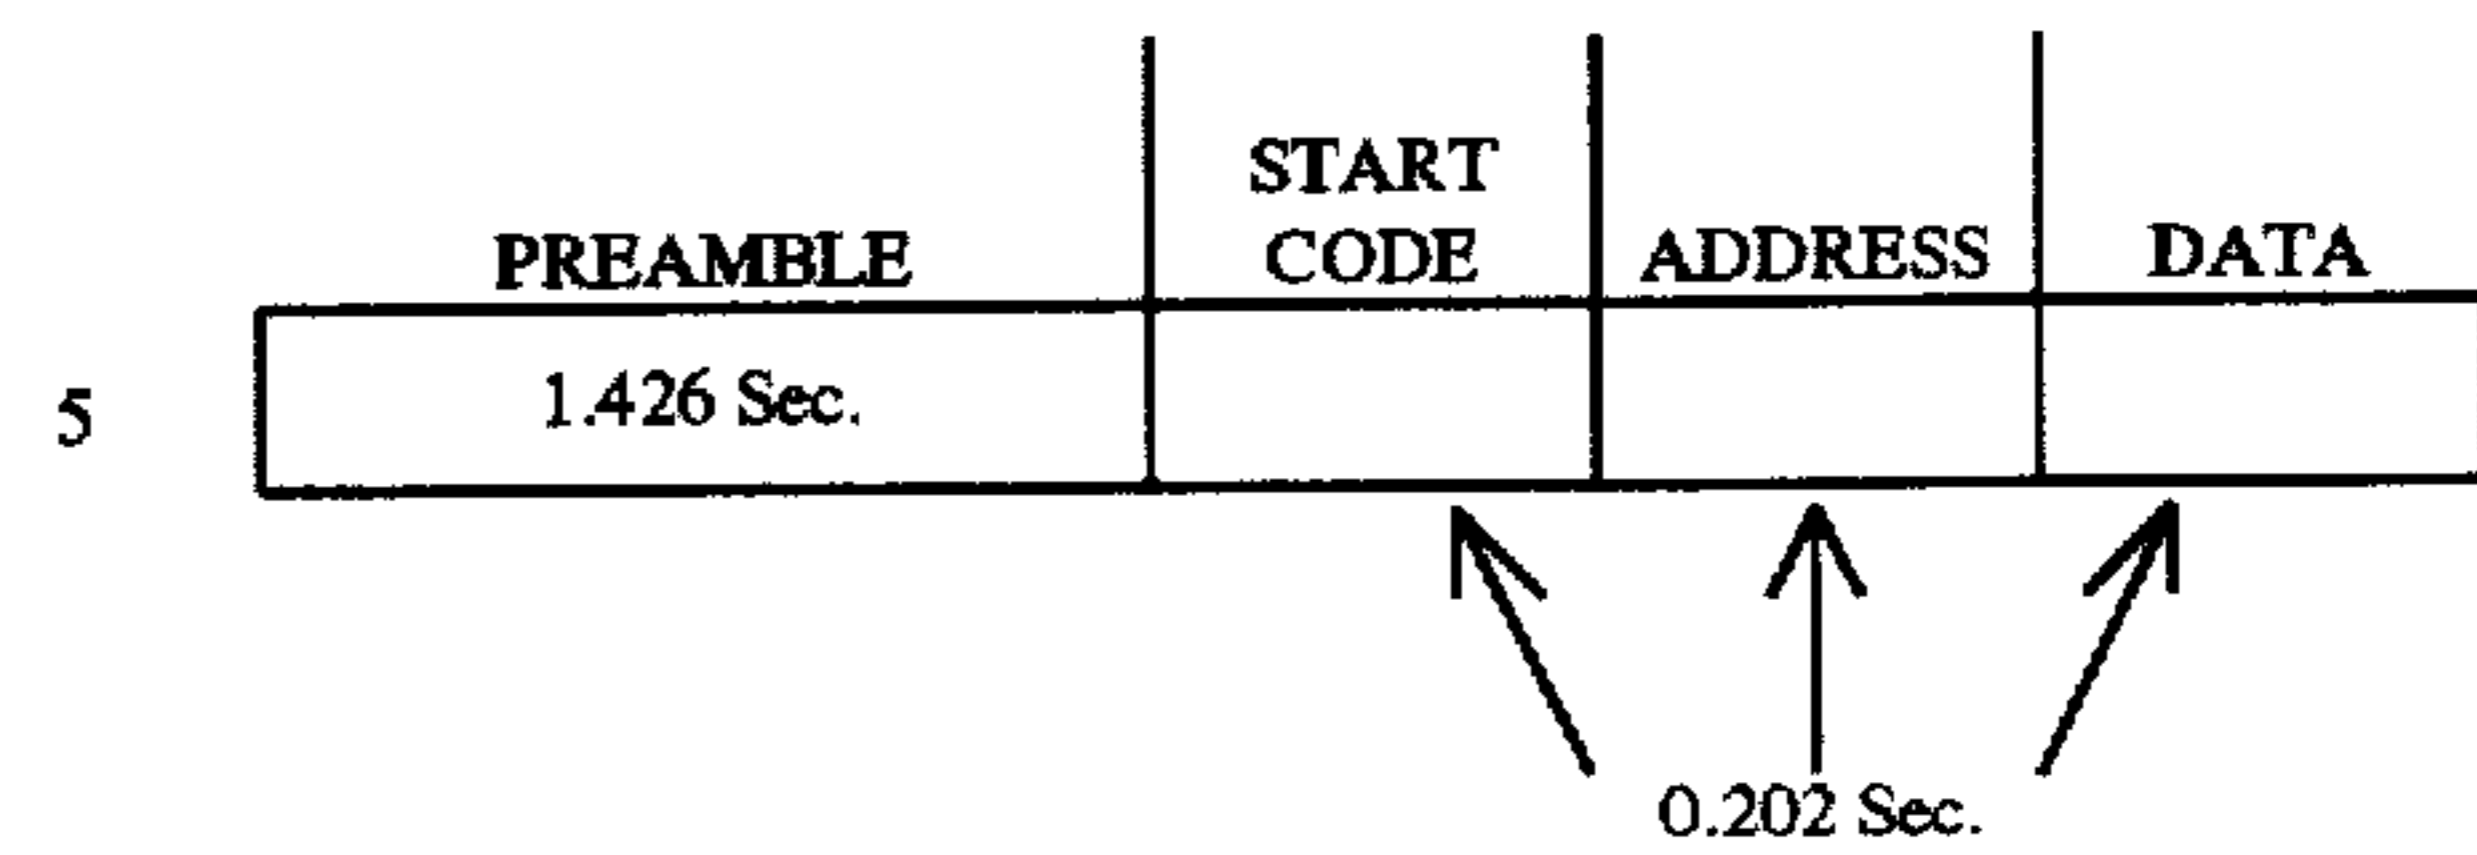 START
PREAMBLE CODE ADDRESS DATA
5 1.426 Sec.
0.202 Sec.